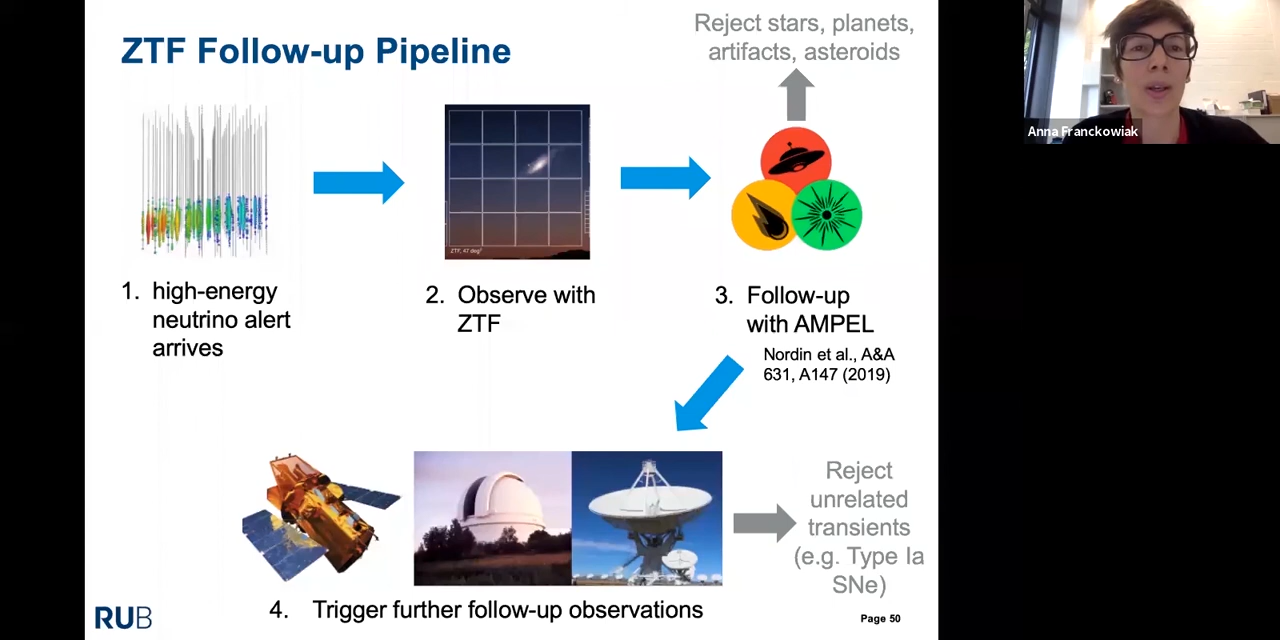 ZTF Follow-up Pipeline
Reject stars, planets,
artifacts, asteroids
Anna Franckowiak
ZTF, 47 deg²
1. high-energy
neutrino alert
arrives
2. Observe with
ZTF
3. Follow-up
with AMPEL
Nordin et al., A&A
631, A147 (2019)
Reject
unrelated
transients
(e.g. Type Ia
SNe)
4. Trigger further follow-up observations
RUB
Page 50